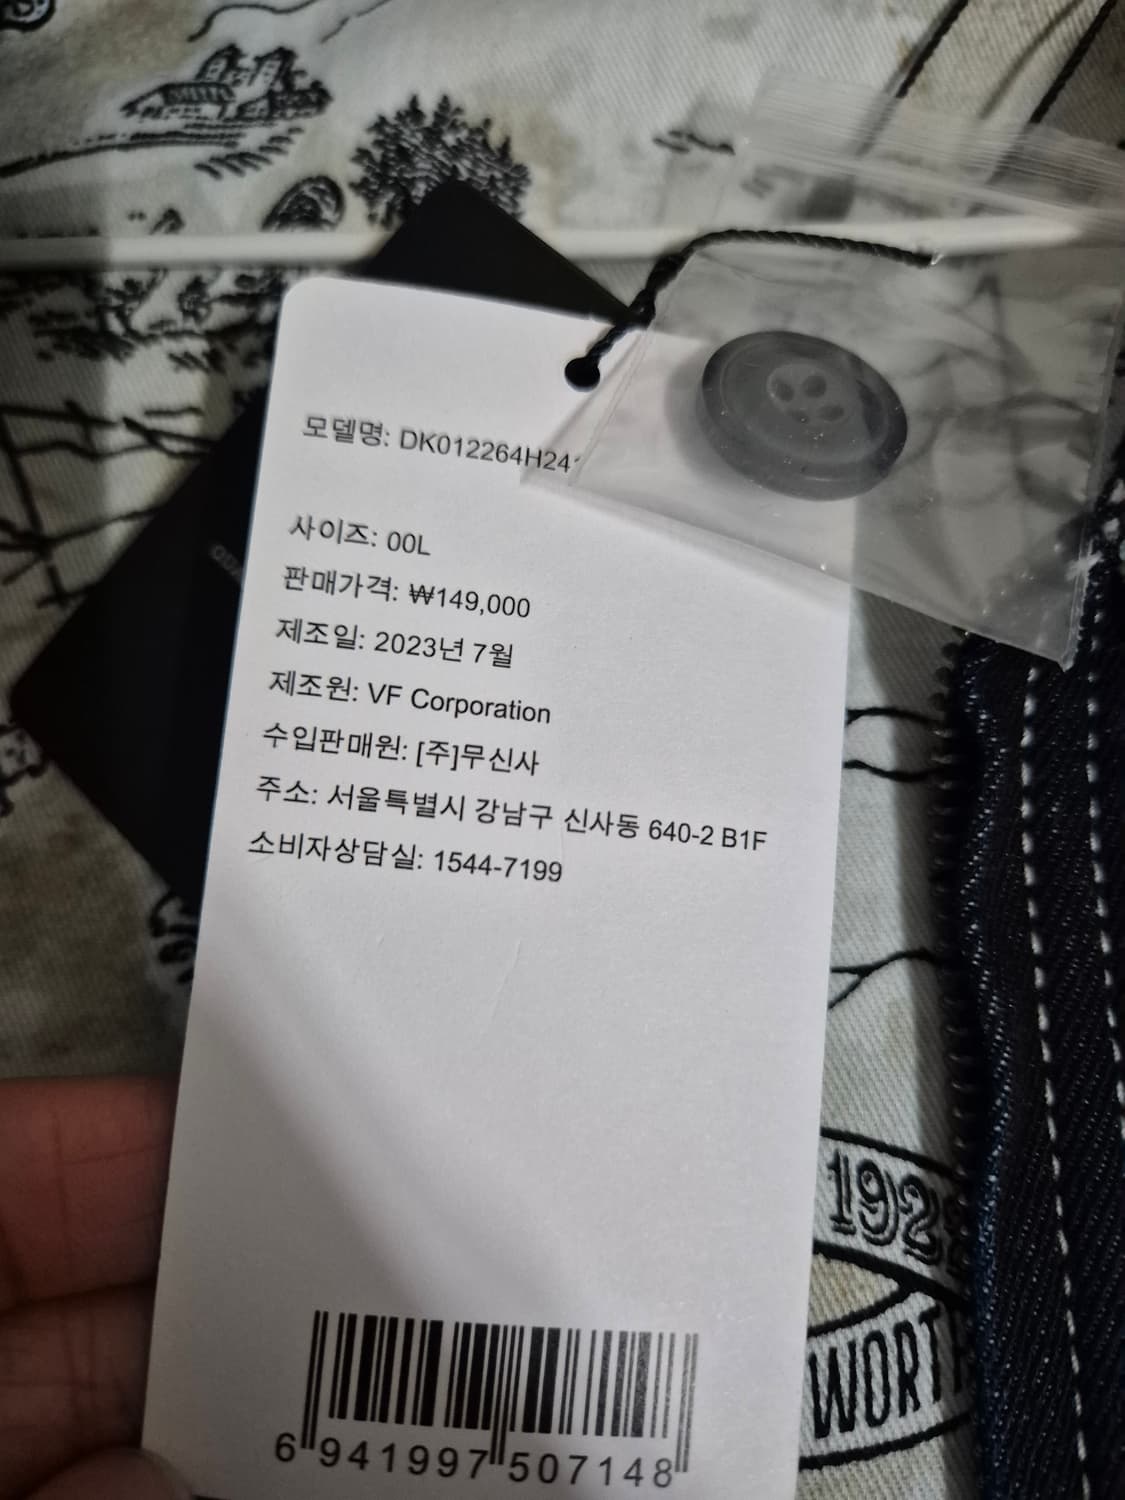 모델명: DK012264H24
사이즈: 00L
판매가격: ₩149,000
제조일: 2023년 7월
제조원: VF Corporation
수입판매원: [주]무신사
주소: 서울특별시 강남구 신사동 640-2 B1F
소비자상담실: 1544-7199
192
WORT
6 941997 507148